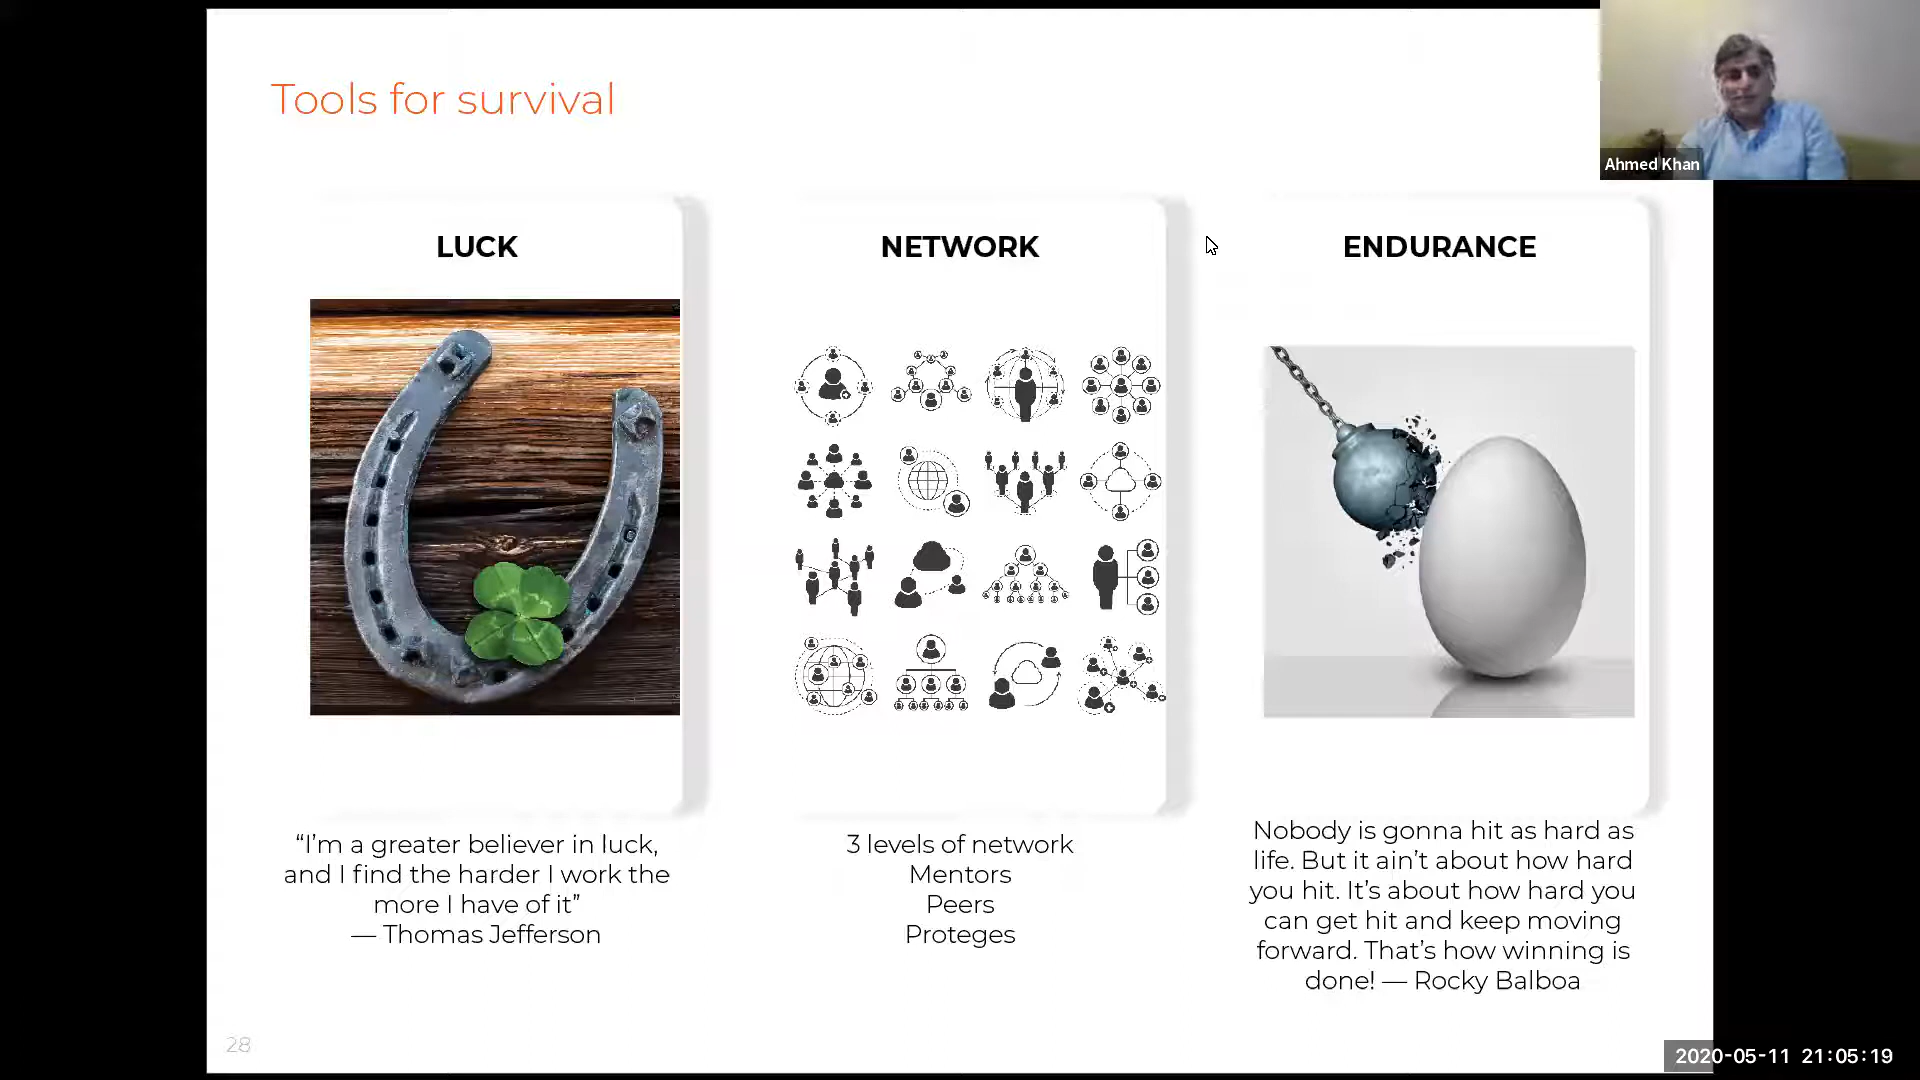 Tools for survival
Ahmed Khan
LUCK
NETWORK
ENDURANCE
“I’m a greater believer in luck,
and I find the harder I work the
more I have of it”
— Thomas Jefferson
3 levels of network
Mentors
Peers
Proteges
Nobody is gonna hit as hard as
life. But it ain’t about how hard
you hit. It’s about how hard you
can get hit and keep moving
forward. That’s how winning is
done! — Rocky Balboa
28
2020-05-11 21:05:19